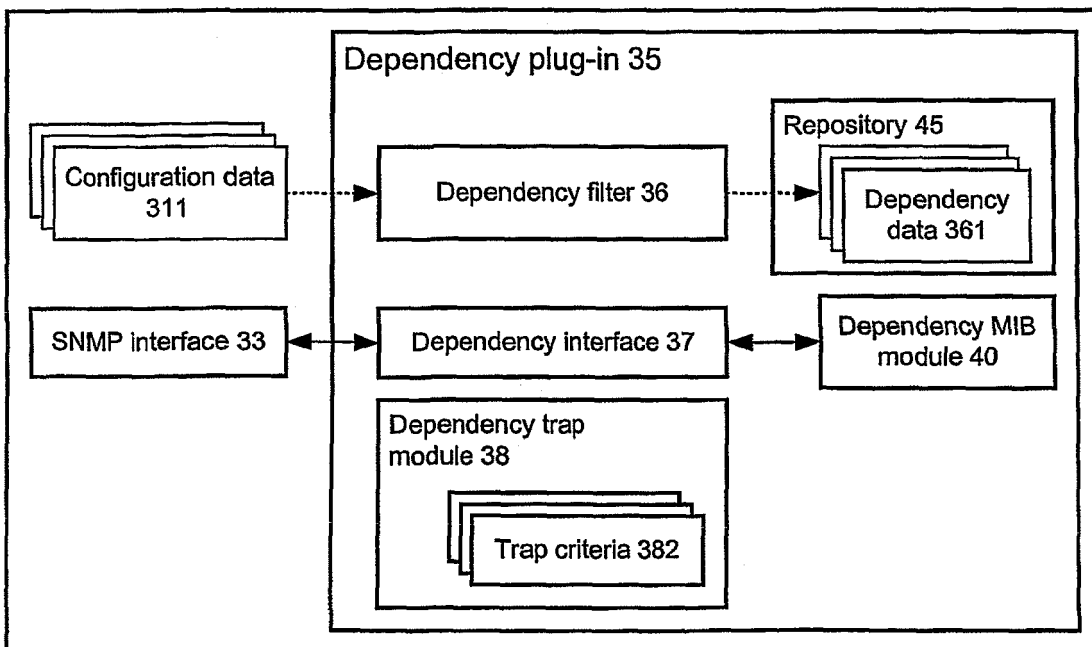 Dependency plug-in 35
Configuration data
311
Dependency filter 36
Repository 45
Dependency
data 361
SNMP interface 33
Dependency interface 37
Dependency MIB
module 40
Dependency trap
module 38
Trap criteria 382